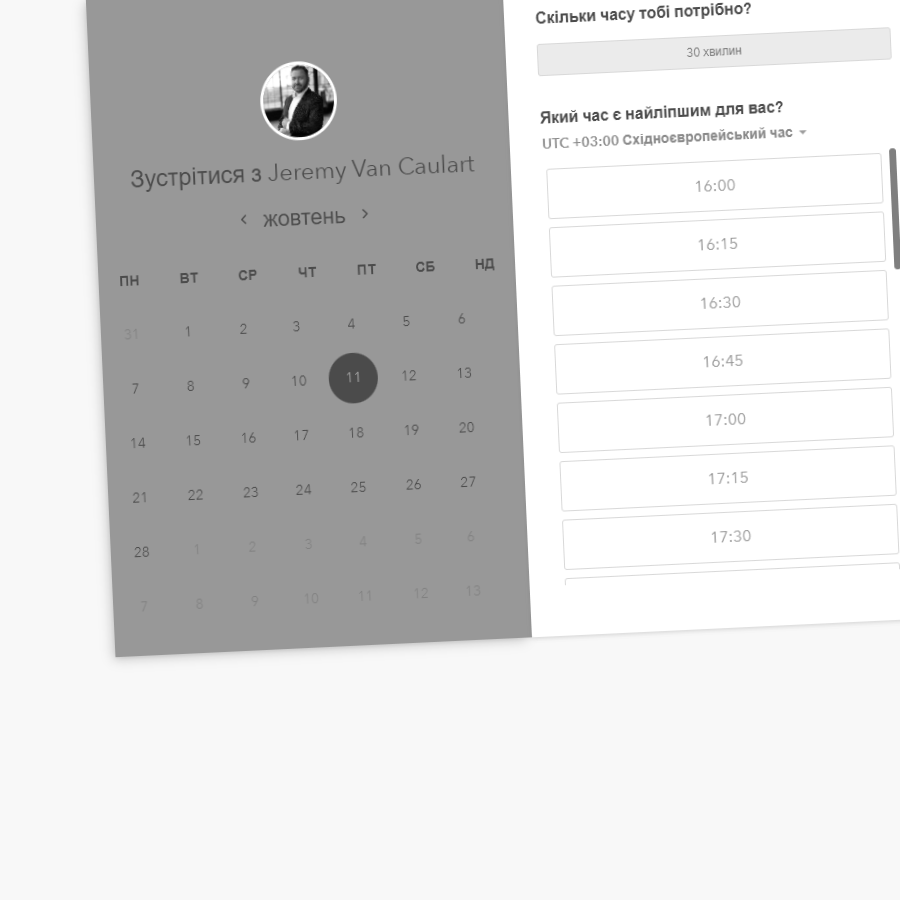 Зустрітися з Jeremy Van Caulart
жовтень
ПН ВТ СР ЧТ ПТ СБ НД
31 1 2 3 4 5 6
7 8 9 10 11 12 13
14 15 16 17 18 19 20
21 22 23 24 25 26 27
28 1 2 3 4 5 6
7 8 9 10 11 12 13
Скільки часу тобі потрібно?
30 хвилин
Який час є найліпшим для вас?
UTC +03:00 Східноєвропейський час
16:00
16:15
16:30
16:45
17:00
17:15
17:30